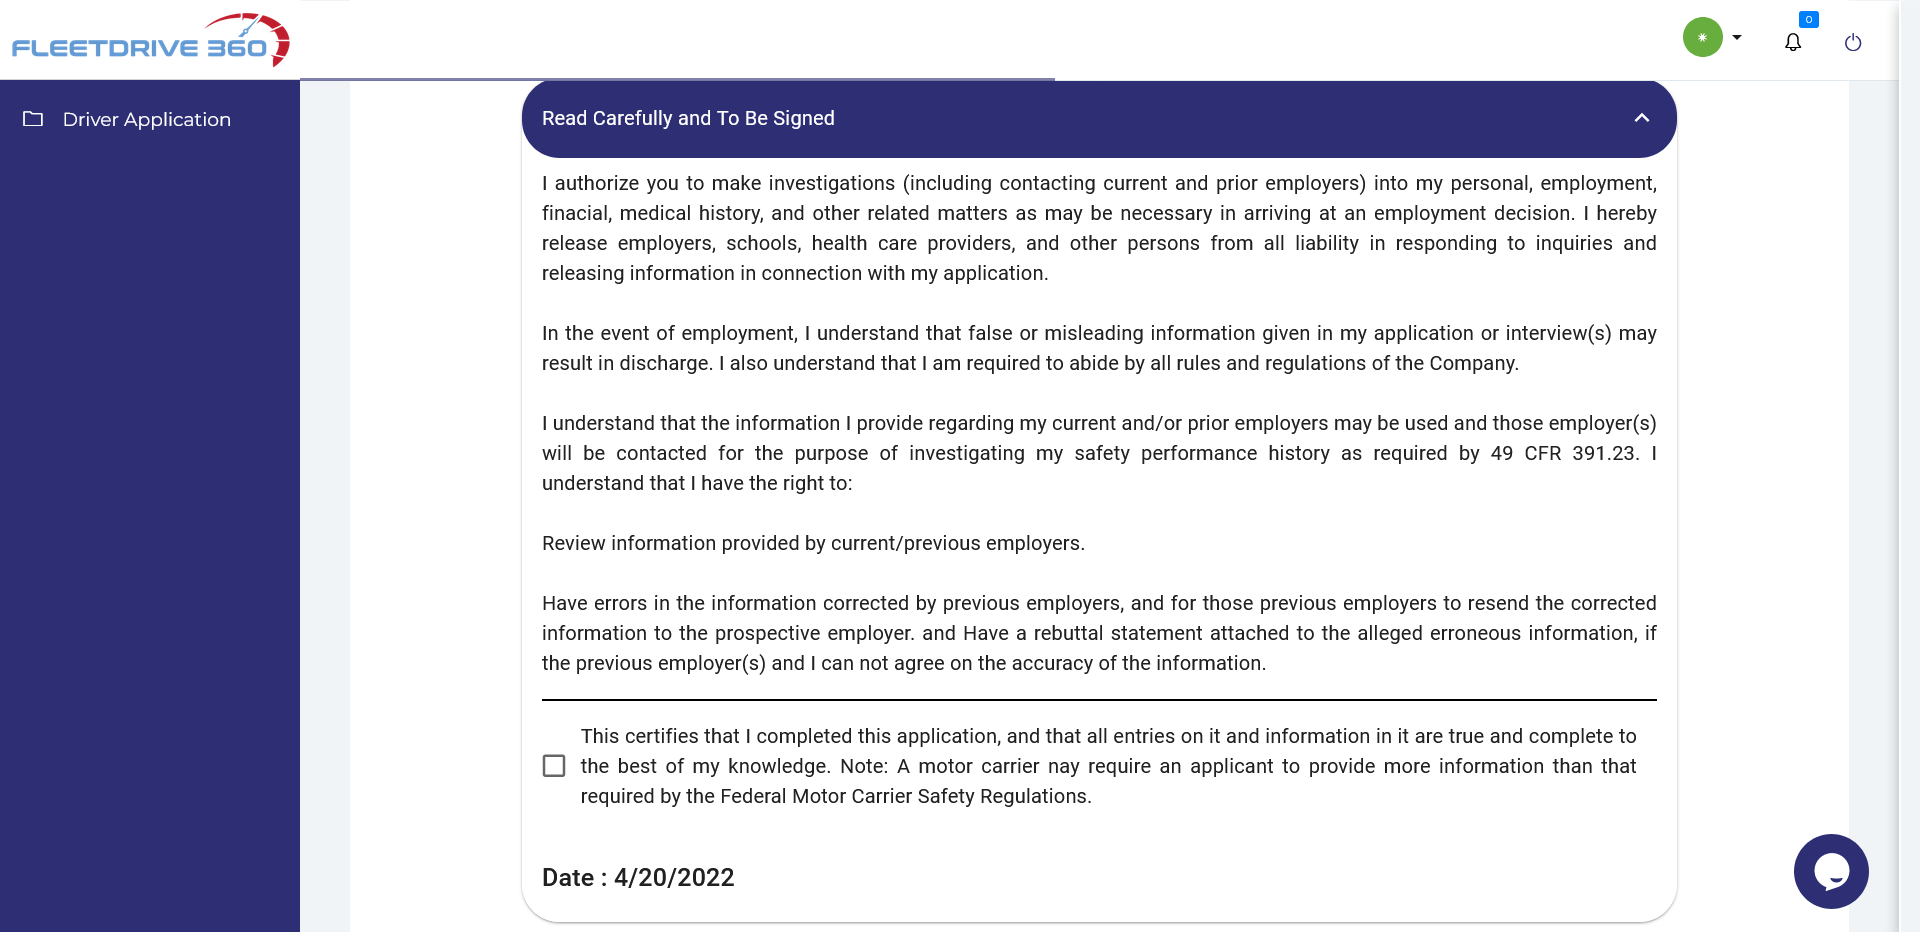 FLEETDRIVE 360
0
Driver Application
Read Carefully and To Be Signed
I authorize you to make investigations (including contacting current and prior employers) into my personal, employment,
finacial, medical history, and other related matters as may be necessary in arriving at an employment decision. I hereby
release employers, schools, health care providers, and other persons from all liability in responding to inquiries and
releasing information in connection with my application.
In the event of employment, I understand that false or misleading information given in my application or interview(s) may
result in discharge. I also understand that I am required to abide by all rules and regulations of the Company.
I understand that the information I provide regarding my current and/or prior employers may be used and those employer(s)
will be contacted for the purpose of investigating my safety performance history as required by 49 CFR 391.23. I
understand that I have the right to:
Review information provided by current/previous employers.
Have errors in the information corrected by previous employers, and for those previous employers to resend the corrected
information to the prospective employer. and Have a rebuttal statement attached to the alleged erroneous information, if
the previous employer(s) and I can not agree on the accuracy of the information.
This certifies that I completed this application, and that all entries on it and information in it are true and complete to
the best of my knowledge. Note: A motor carrier nay require an applicant to provide more information than that
required by the Federal Motor Carrier Safety Regulations.
Date : 4/20/2022